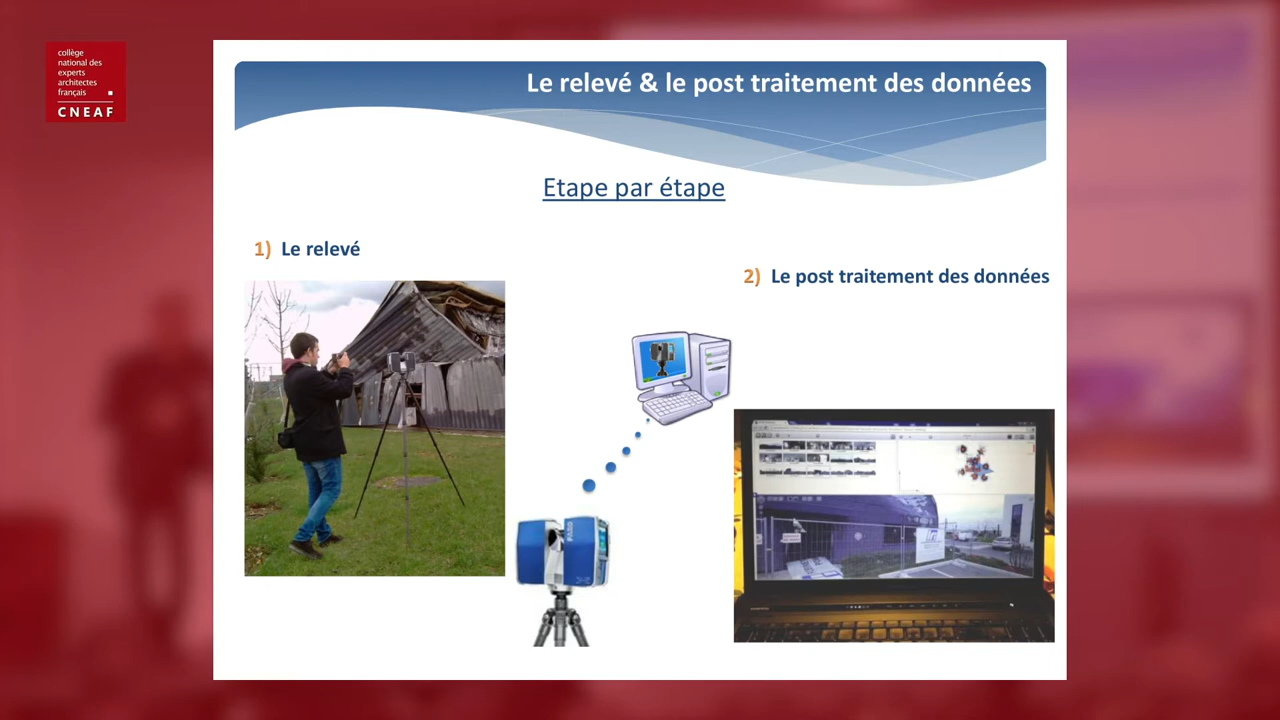 collège
national des
experts
architectes
français
CNEAF
Le relevé & le post traitement des données
Etape par étape
1) Le relevé
2) Le post traitement des données
FARO